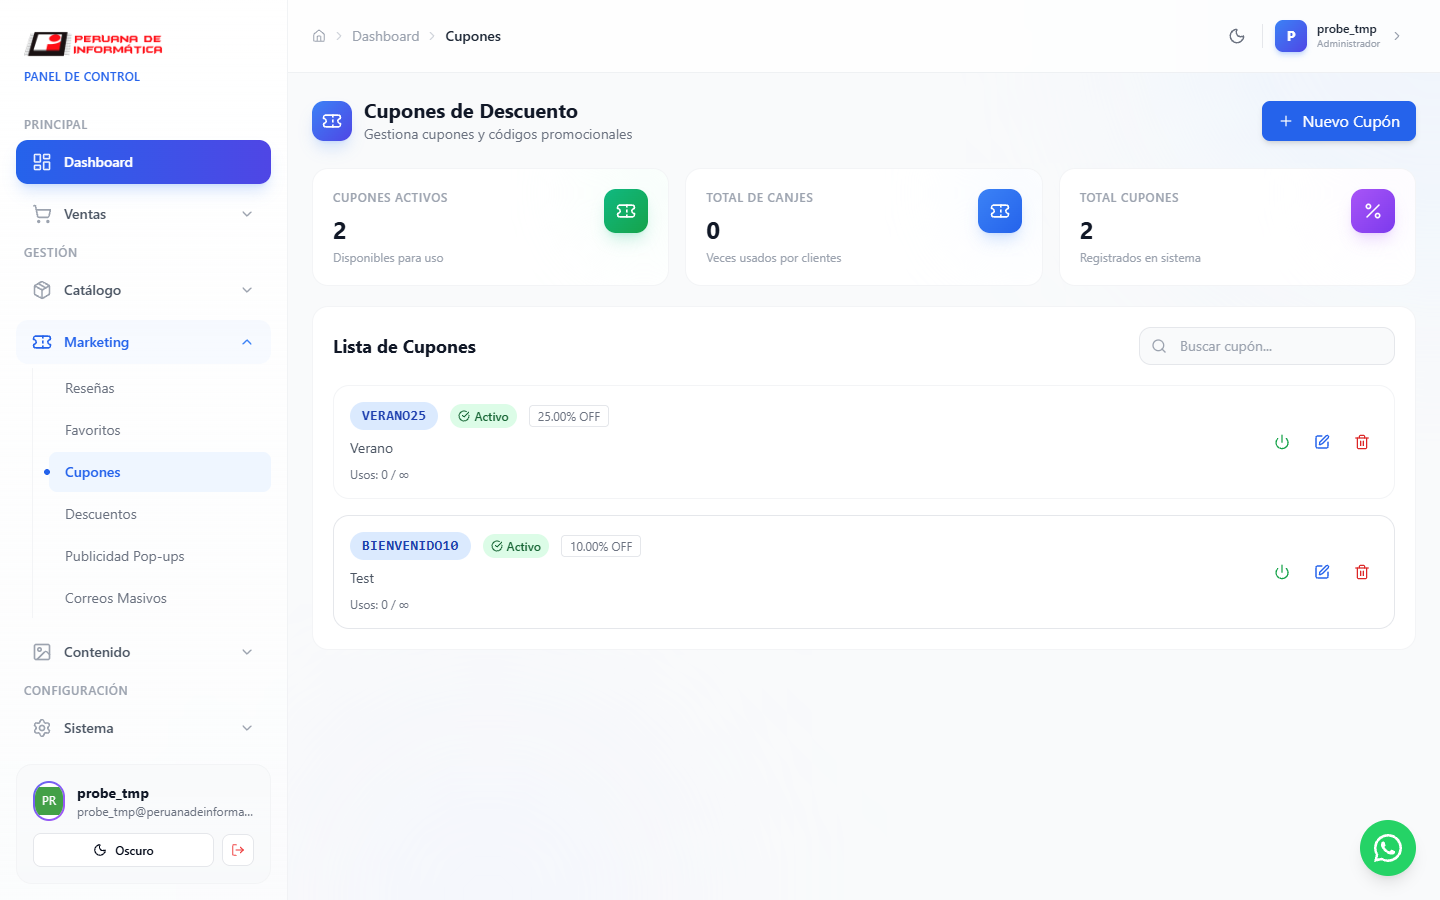 PERUANA DE
INFORMÁTICA
PANEL DE CONTROL
PRINCIPAL
Dashboard
Ventas
GESTIÓN
Catálogo
Marketing
Reseñas
Favoritos
Cupones
Descuentos
Publicidad Pop-ups
Correos Masivos
Contenido
CONFIGURACIÓN
Sistema
PR
probe_tmp
probe_tmp@peruanadeinforma...
Oscuro
Dashboard
Cupones
P
probe_tmp
Administrador
Cupones de Descuento
Gestiona cupones y códigos promocionales
Nuevo Cupón
CUPONES ACTIVOS
2
Disponibles para uso
TOTAL DE CANJES
0
Veces usados por clientes
TOTAL CUPONES
2
Registrados en sistema
Lista de Cupones
Buscar cupón...
VERANO25 Activo 25.00% OFF
Verano
Usos: 0 / ∞
BIENVENIDO10 Activo 10.00% OFF
Test
Usos: 0 / ∞